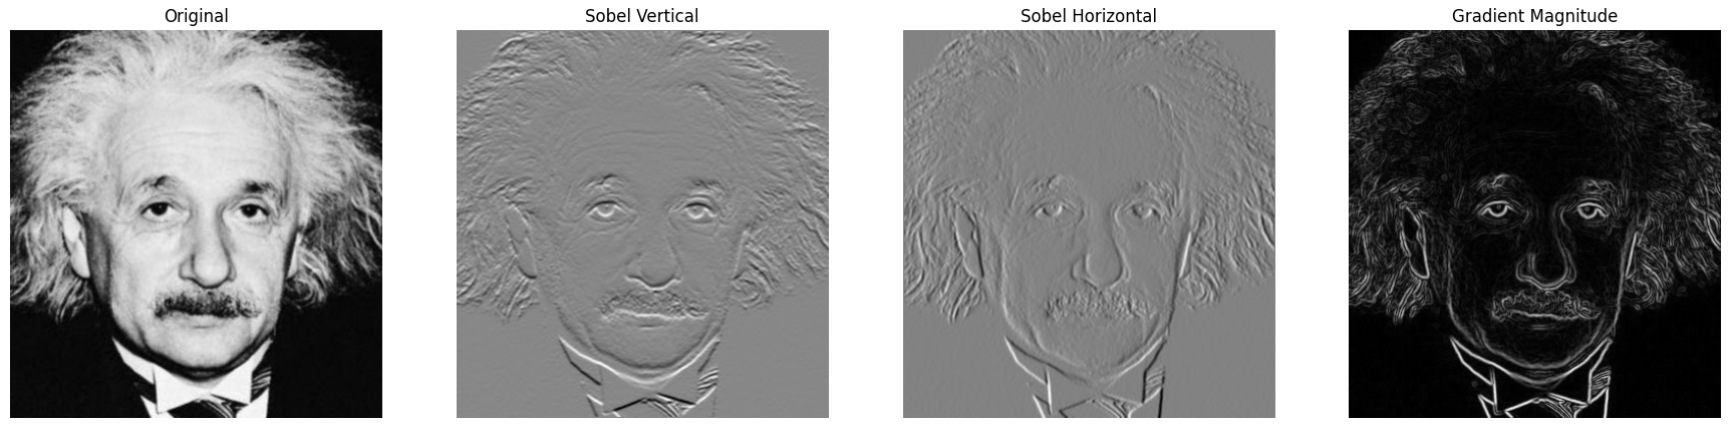 Original
Sobel Vertical
Sobel Horizontal
Gradient Magnitude